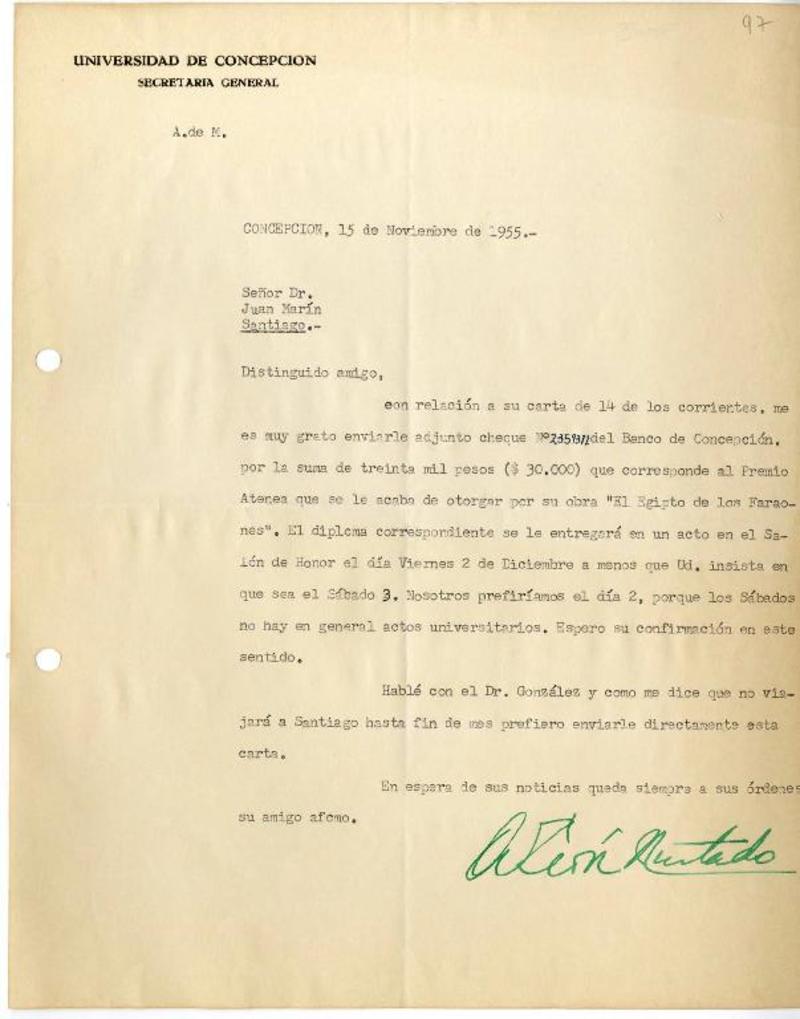 97
UNIVERSIDAD DE CONCEPCION
SECRETARIA GENERAL
A.de M.
CONCEPCION, 15 de Noviembre de 1955.-
Señor Dr.
Juan Marín
Santiago.-
Distinguido amigo,
con relación a su carta de 14 de los corrientes, me
es muy grato enviarle adjunto cheque Nº del Banco de Concepción,
por la suma de treinta mil pesos ($ 30.000) que corresponde al Premio
Atenea que se le acaba de otorgar por su obra "El Egipto de los Farao-
nes". El diploma correspondiente se le entregará en un acto en el Sa-
lón de Honor el día Viernes 2 de Diciembre a menos que Ud. insista en
que sea el Sábado 3. Nosotros prefiríamos el día 2, porque los Sábados
no hay en general actos universitarios. Espero su confirmación en este
sentido.
Hablé con el Dr. González y como me dice que no via-
jará a Santiago hasta fin de mes prefiero enviarle directamente esta
carta.
En espera de sus noticias queda siempre a sus órdenes
su amigo afcmo.
A León Hurtado